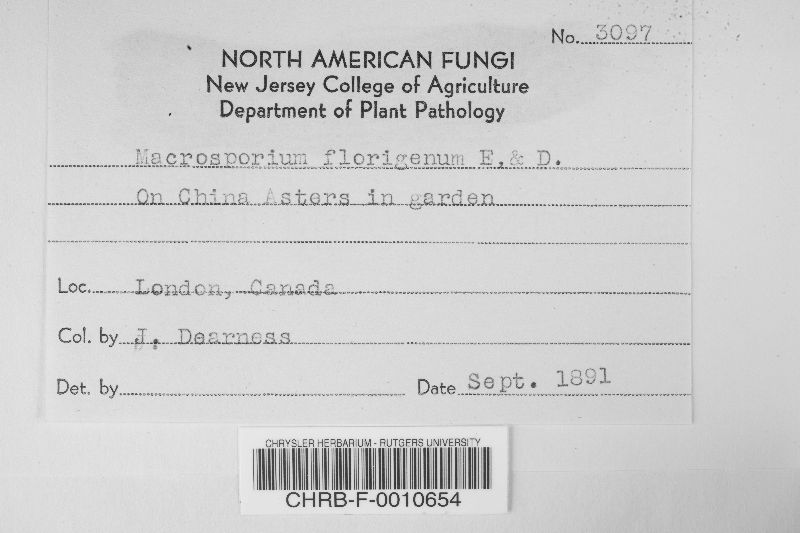 No. 3097
NORTH AMERICAN FUNGI
New Jersey College of Agriculture
Department of Plant Pathology
Macrosporium florigenum E,& D.
On China Asters in garden
Loc. London, Canada
Col. by J. Dearness
Det. by
Date Sept. 1891
CHRYSLER HERBARIUM - RUTGERS UNIVERSITY
CHRB-F-0010654